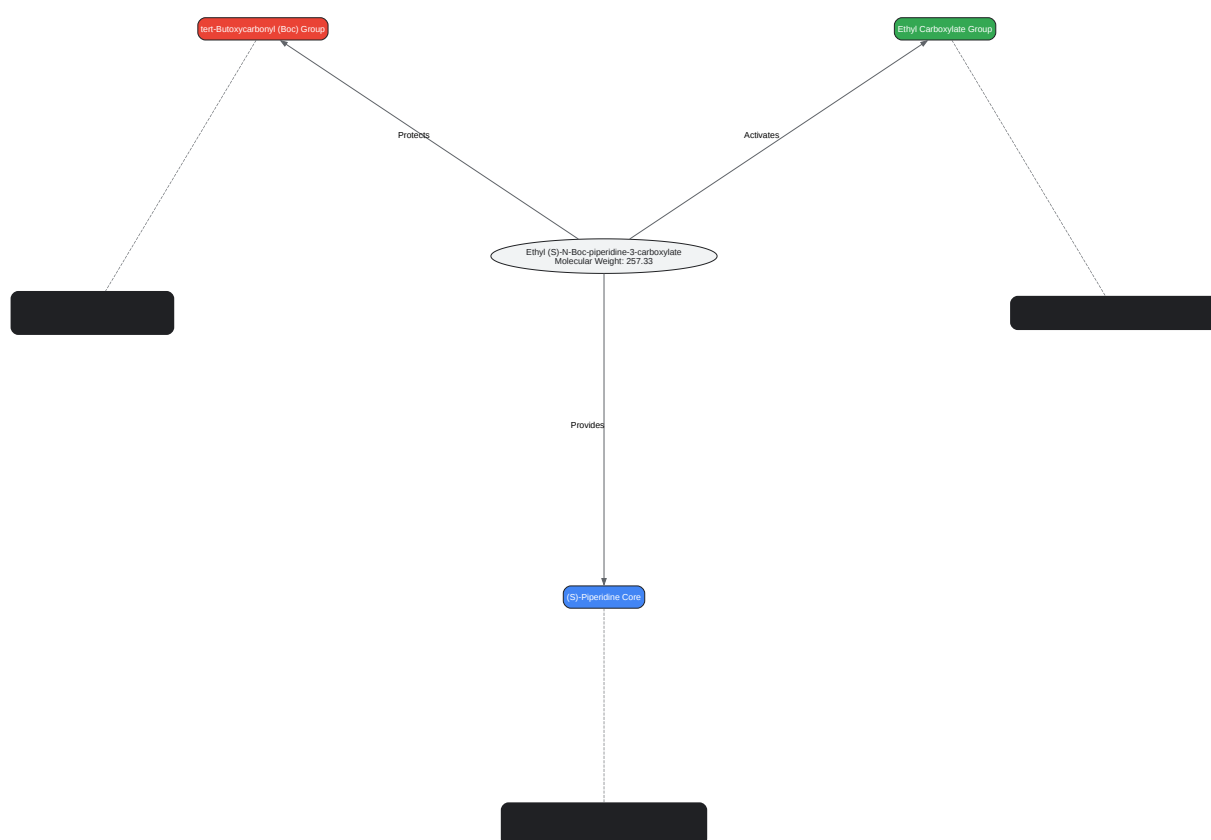 tert-Butoxycarbonyl (Boc) Group
Ethyl Carboxylate Group
Protects
Activates
Ethyl (S)-N-Boc-piperidine-3-carboxylate
Molecular Weight: 257.33
Provides
(S)-Piperidine Core